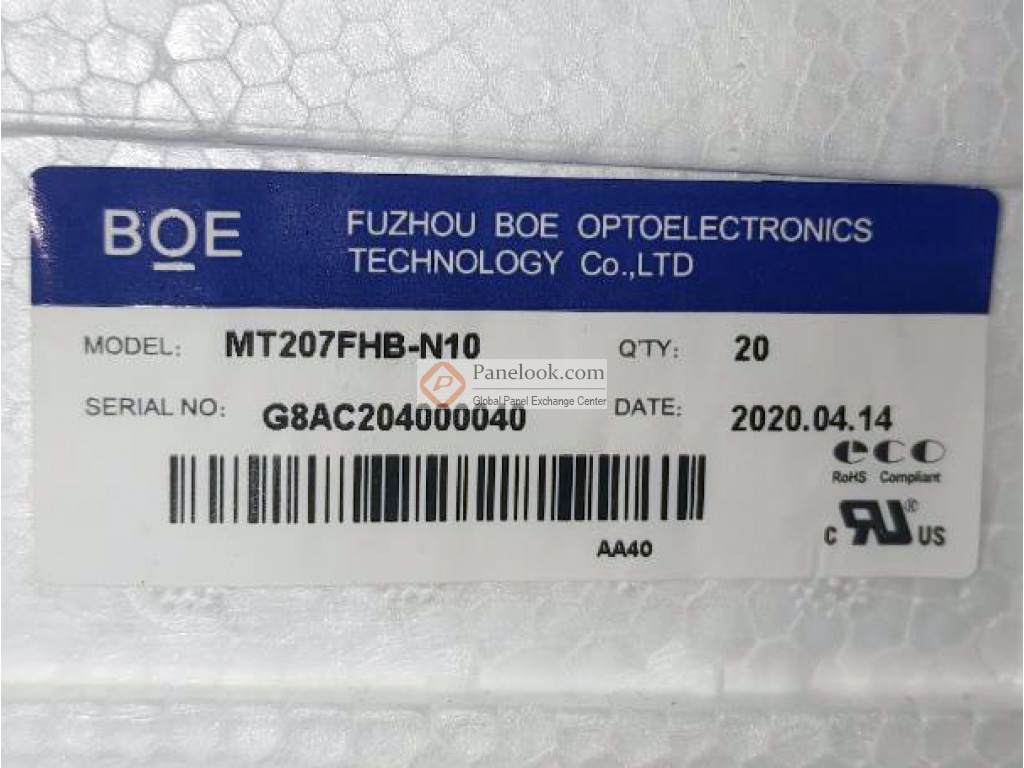 BOE
FUZHOU BOE OPTOELECTRONICS
TECHNOLOGY Co.,LTD
MODEL: MT207FHB-N10 Q'TY: 20
Panelook.com
Global Panel Exchange Center
SERIAL NO: G8AC204000040 DATE: 2020.04.14
eco
RoHS Compliant
C RU ® US
AA40